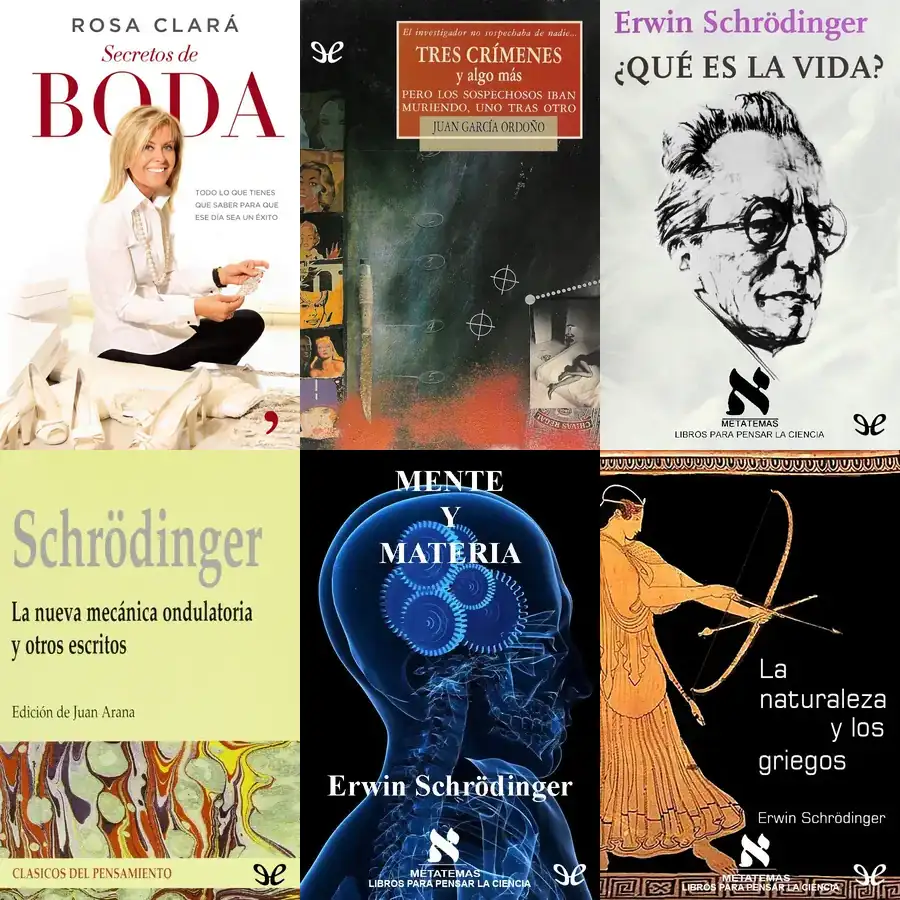 ROSA CLARÁ
Secretos de
BODA
TODO LO QUE TIENES
QUE SABER PARA QUE
ESE DÍA SEA UN ÉXITO
El investigador no sospechaba de nadie...
TRES CRÍMENES
y algo más
PERO LOS SOSPECHOSOS IBAN
MURIENDO, UNO TRAS OTRO
JUAN GARCÍA ORDOÑO
CHIVAS REGAL
Erwin Schrödinger
¿QUÉ ES LA VIDA?
METATEMAS
LIBROS PARA PENSAR LA CIENCIA
Schrödinger
La nueva mecánica ondulatoria
y otros escritos
Edición de Juan Arana
CLASICOS DEL PENSAMIENTO
MENTE
Y
MATERIA
Erwin Schrödinger
METATEMAS
LIBROS PARA PENSAR LA CIENCIA
La
naturaleza
y los
griegos
Erwin Schrödinger
METATEMAS
LIBROS PARA PENSAR LA CIENCIA